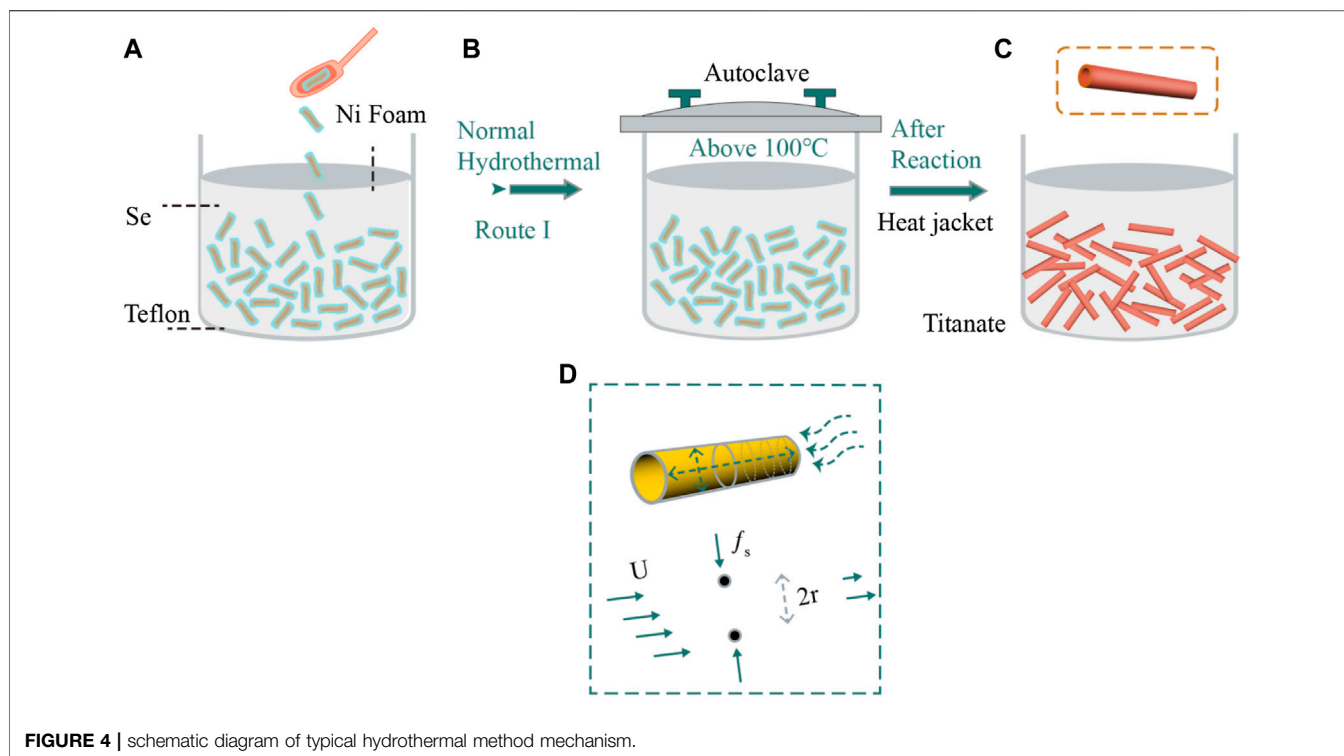 A
B
C
Ni Foam
Se
Teflon
Normal
Hydrothermal
Route I
Autoclave
Above 100°C
After
Reaction
Heat jacket
Titanate
D
fs
U
2r
FIGURE 4 | schematic diagram of typical hydrothermal method mechanism.